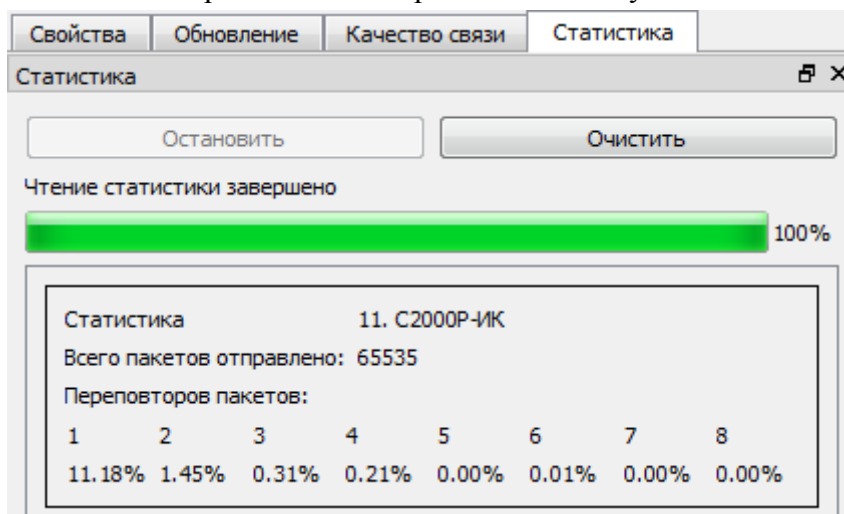 Свойства Обновление Качество связи Статистика
Статистика
Остановить Очистить
Чтение статистики завершено
100%
Статистика 11. С2000Р-ИК
Всего пакетов отправлено: 65535
Переповторов пакетов:
1 2 3 4 5 6 7 8
11.18% 1.45% 0.31% 0.21% 0.00% 0.01% 0.00% 0.00%